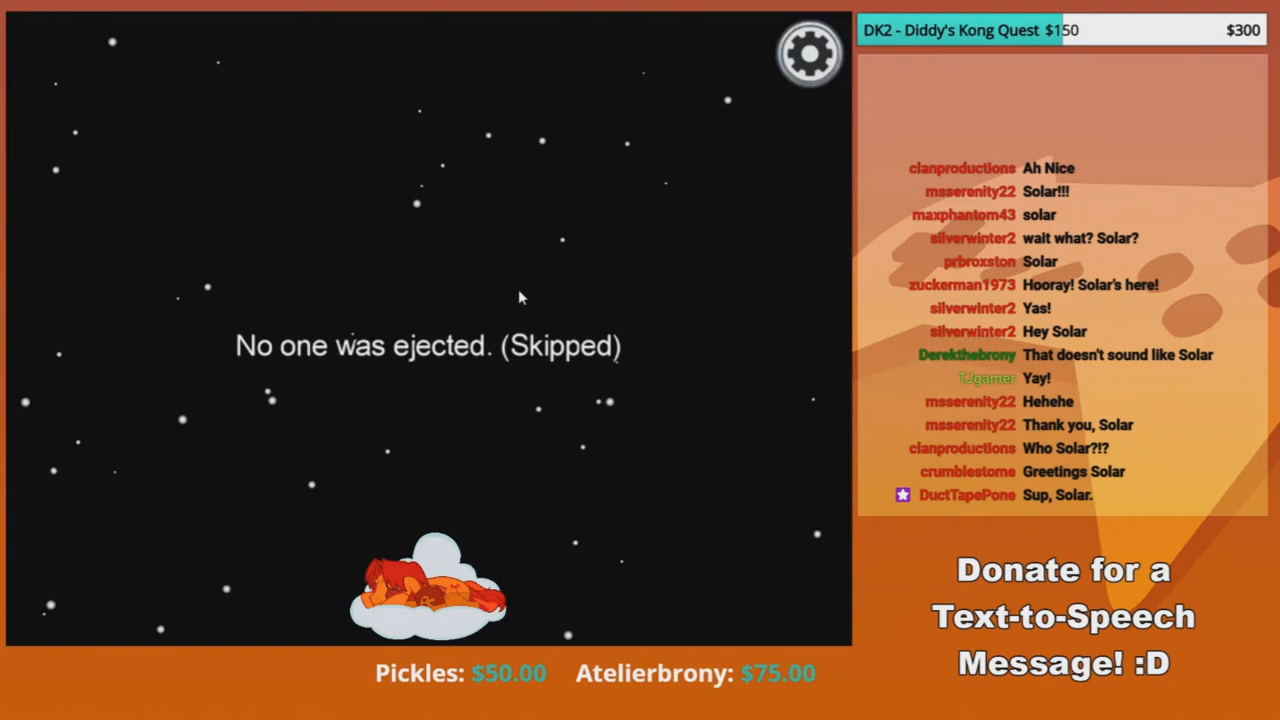 DK2 - Diddy's Kong Quest $150 $300
clanproductions Ah Nice
msserenity22 Solar!!!
maxphantom43 solar
silverwinter2 wait what? Solar?
prbroxston Solar
zuckerman1973 Hooray! Solar's here!
silverwinter2 Yas!
silverwinter2 Hey Solar
Derekthebrony That doesn't sound like Solar
TJgamer Yay!
msserenity22 Hehehe
msserenity22 Thank you, Solar
clanproductions Who Solar?!?
crumblestome Greetings Solar
DuctTapePone Sup, Solar.
No one was ejected. (Skipped)
Donate for a
Text-to-Speech
Message! :D
Pickles: $50.00 Atelierbrony: $75.00